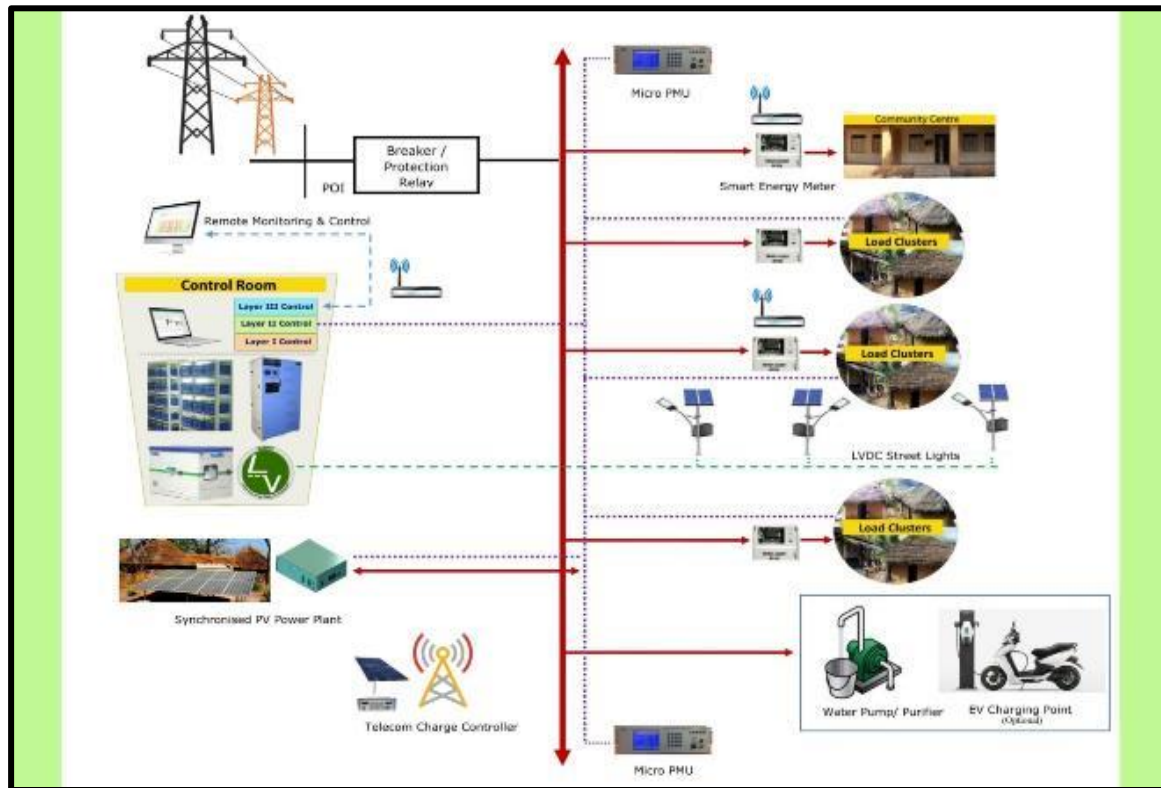 Micro PMU
Community Centre
Breaker /
Protection
Relay
POI
Smart Energy Meter
Remote Monitoring & Control
Load Clusters
Control Room
Layer III Control
Layer II Control
Layer I Control
Load Clusters
LVDC Street Lights
LV
Load Clusters
Synchronised PV Power Plant
Water Pump/ Purifier
EV Charging Point
(Optional)
Telecom Charge Controller
Micro PMU